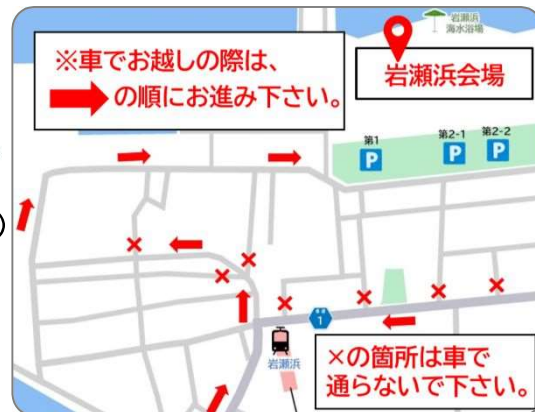 岩瀬浜
海水浴場
※車でお越しの際は、
の順にお進み下さい。
岩瀬浜会場
第1
第2-1
第2-2
P
P
P
1
岩瀬浜
×の箇所は車で
通らないで下さい。